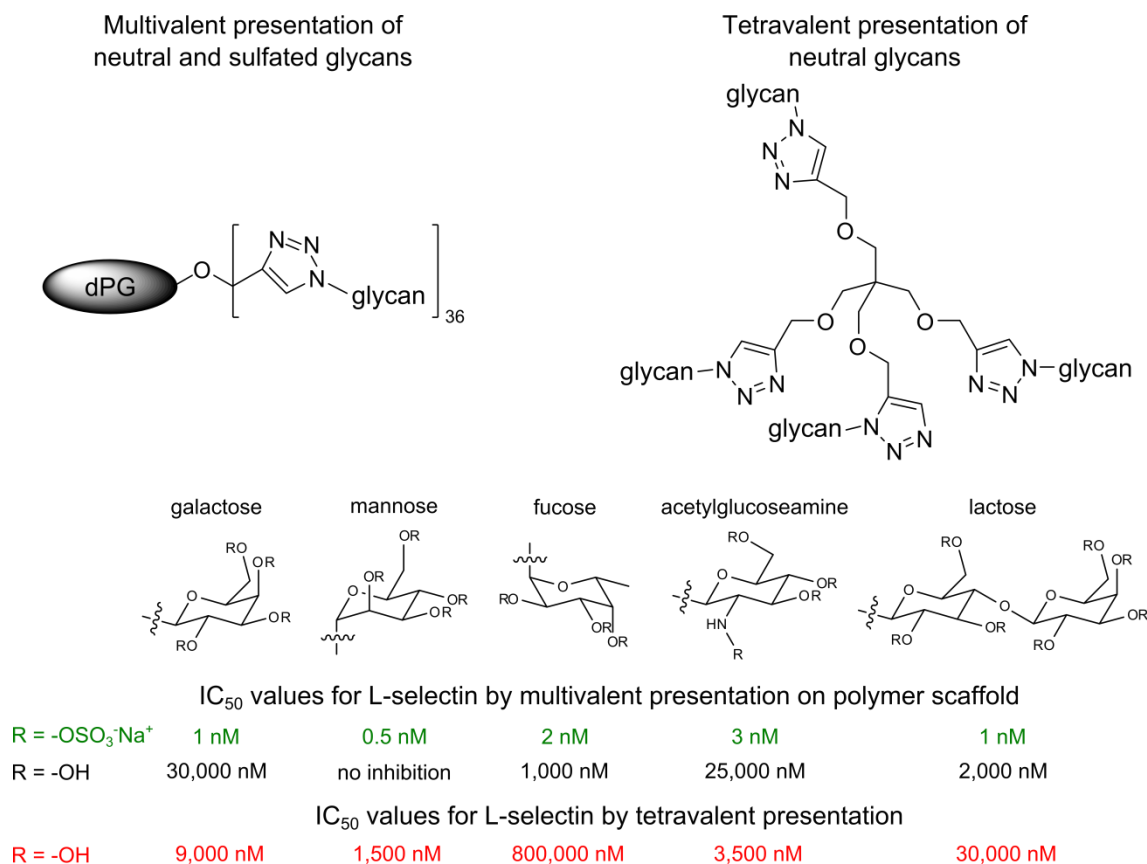 Multivalent presentation of
neutral and sulfated glycans
Tetravalent presentation of
neutral glycans
dPG
O
N
N
N
glycan
36
glycan
N
N
N
O
O
O
O
glycan
N
N
N
N
N
N
glycan
glycan
N
N
N
galactose mannose fucose acetylglucoseamine lactose
RO
OR
O
RO
OR
OR
OR
O
OR
OR
O
RO
RO
OR
RO
O
OR
OR
HN
R
RO
O
RO
OR
O
RO
OR
O
RO
OR
IC₅₀ values for L-selectin by multivalent presentation on polymer scaffold
R = -OSO₃⁻Na⁺ 1 nM 0.5 nM 2 nM 3 nM 1 nM
R = -OH 30,000 nM no inhibition 1,000 nM 25,000 nM 2,000 nM
IC₅₀ values for L-selectin by tetravalent presentation
R = -OH 9,000 nM 1,500 nM 800,000 nM 3,500 nM 30,000 nM